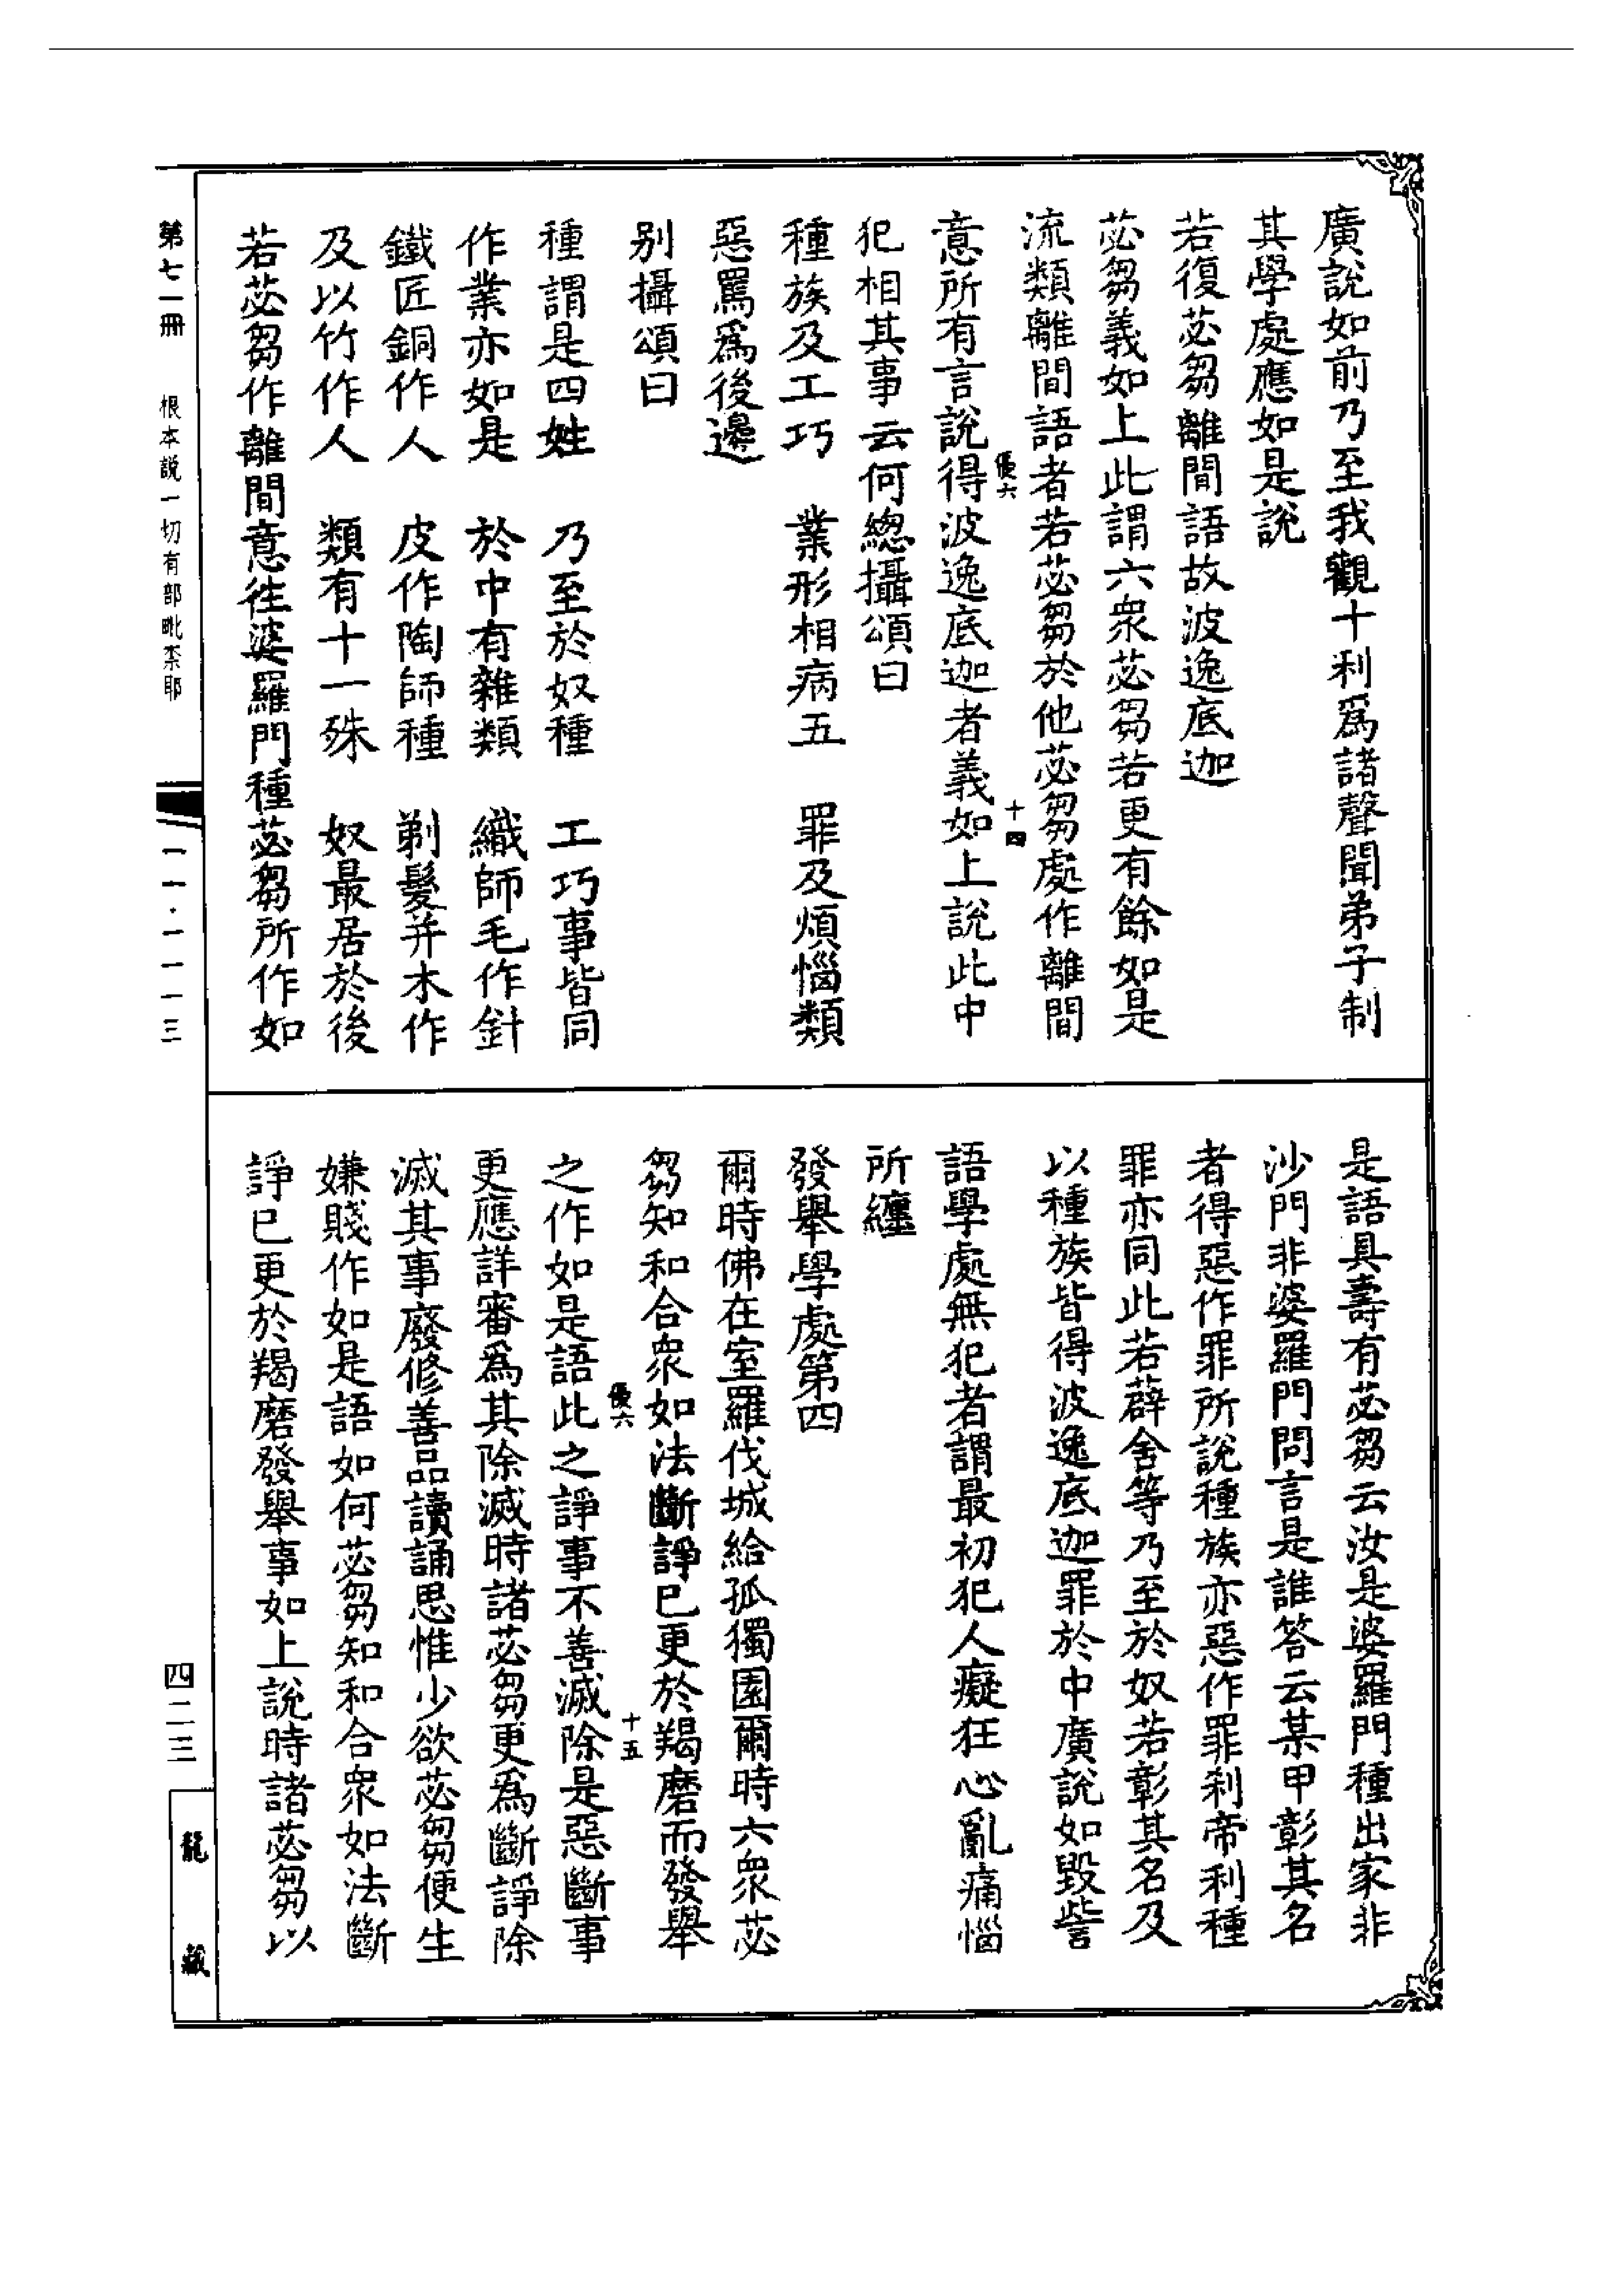 廣說如前乃至我觀十利爲諸聲聞弟子制
其學處應如是說
若復苾芻離間語故波逸底迦
苾芻義如上此謂六衆苾芻若更有餘如是
流類離間語者若苾芻於他苾芻處作離間
優六 十四
意所有言說得波逸底迦者義如上說此中
犯相其事云何緫攝頌曰
種族及工巧 業形相病五 罪及煩惱類
惡罵爲後邊
別攝頌曰
種謂是四姓 乃至於奴種 工巧事皆同
作業亦如是 於中有雜類 織師毛作針
鐵匠銅作人 皮作陶師種 剃髮并木作
及以竹作人 類有十一殊 奴最居於後
若苾芻作離間意往婆羅門種苾芻所作如
是語具壽有苾芻云汝是婆羅門種出家非
沙門非婆羅門問言是誰答云某甲彰其名
者得惡作罪所說種族亦惡作罪刹帝利種
罪亦同此若薜舍等乃至於奴若彰其名及
以種族皆得波逸底迦罪於中廣說如毀訾
語學處無犯者謂最初犯人癡狂心亂痛惱
所纏
發舉學處第四
爾時佛在室羅伐城給孤獨園爾時六衆苾
芻知和合衆如法斷諍已更於羯磨而發舉
優六 十五
之作如是語此之諍事不善滅除是惡斷事
更應詳審爲其除滅時諸苾芻更爲斷諍除
滅其事廢修善品讀誦思惟少欲苾芻便生
嫌賤作如是語如何苾芻知和合衆如法斷
諍已更於羯磨發舉事如上說時諸苾芻以
第七一冊 根本説一切有部毗柰耶 一一·一一一三 四二三
龍藏